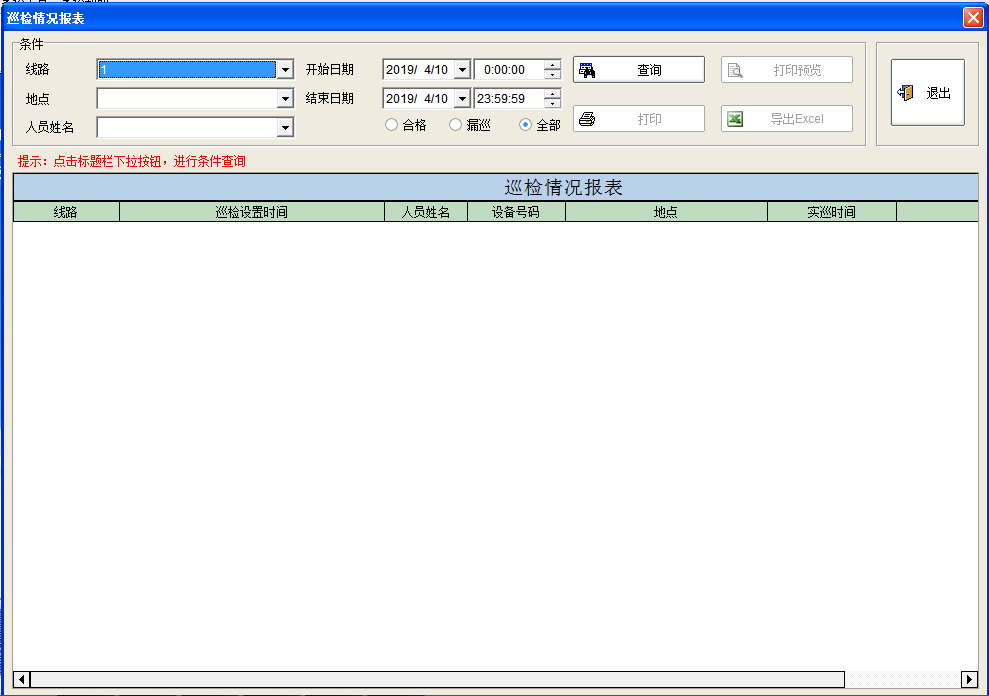 巡检情况报表
条件
线路 1 开始日期 2019/ 4/10 0:00:00 查询 打印预览
地点 结束日期 2019/ 4/10 23:59:59 退出
人员姓名 合格 漏巡 全部 打印 导出Excel
提示：点击标题栏下拉按钮，进行条件查询
巡检情况报表
线路 巡检设置时间 人员姓名 设备号码 地点 实巡时间